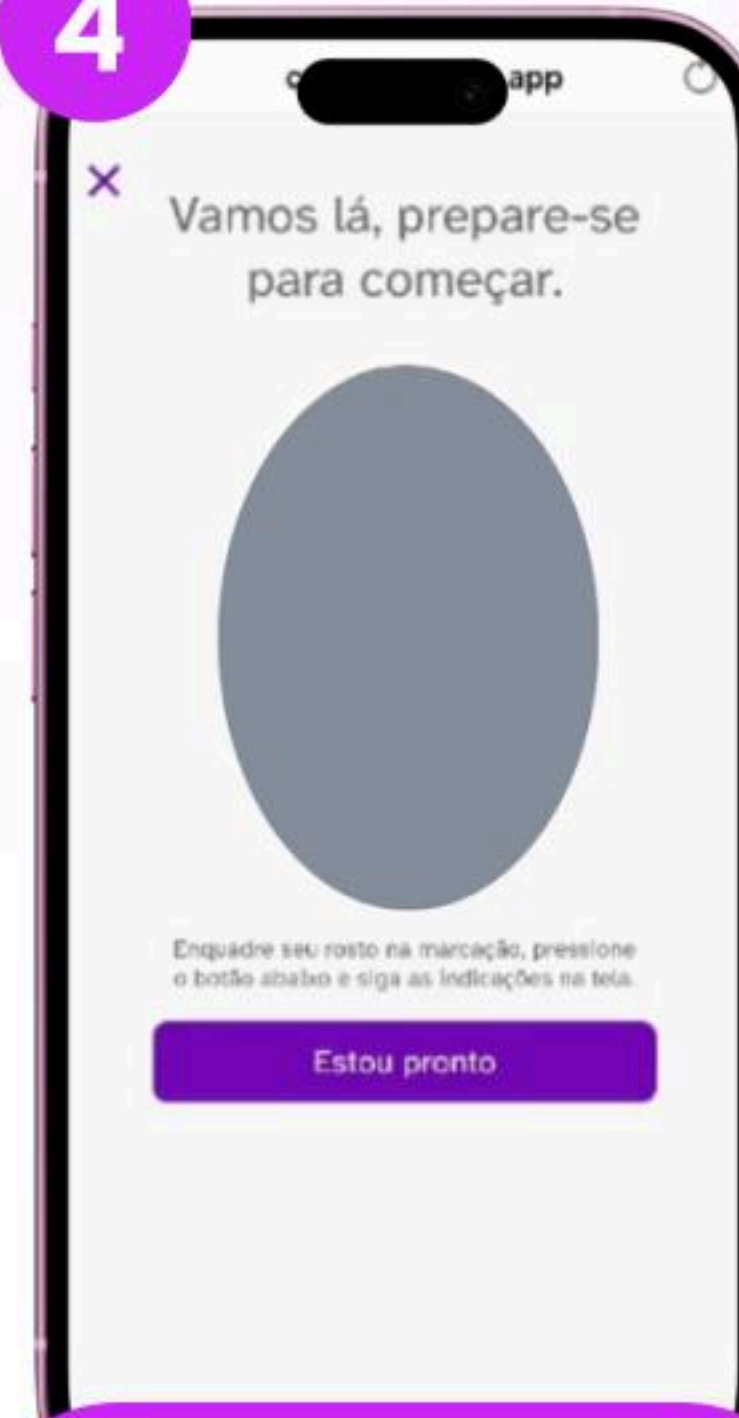 4
app
Vamos lá, prepare-se
para começar.
Enquadre seu rosto na marcação, pressione
o botão abaixo e siga as indicações na tela.
Estou pronto